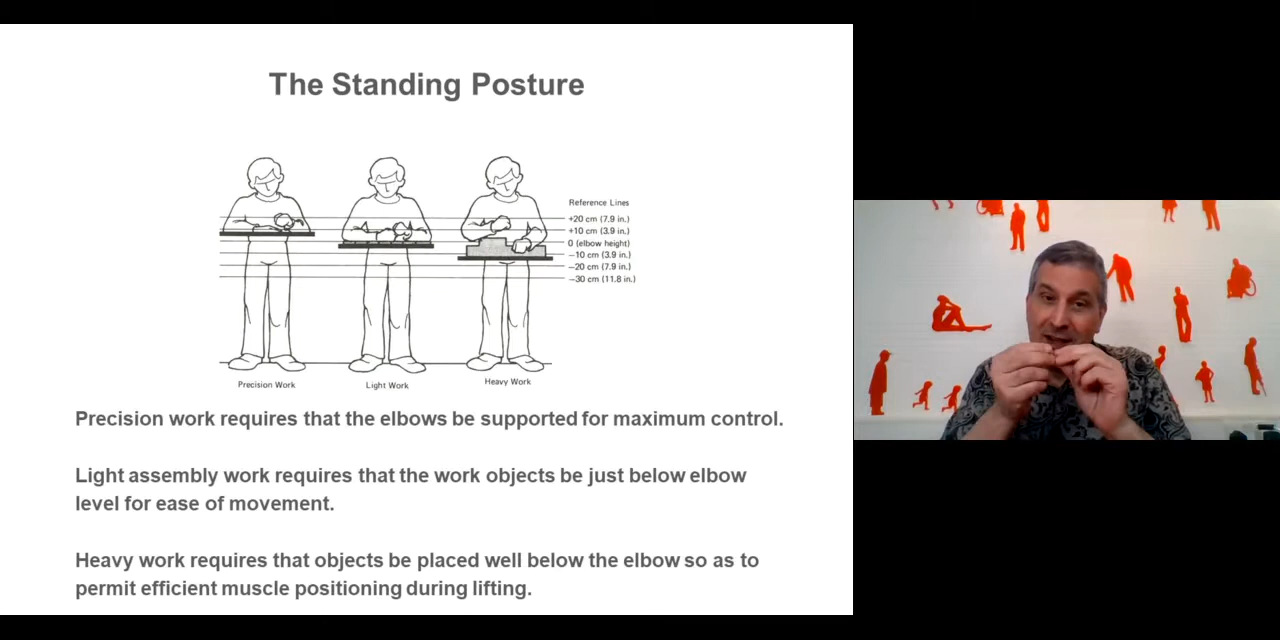 The Standing Posture
Reference Lines
+20 cm (7.9 in.)
+10 cm (3.9 in.)
0 (elbow height)
−10 cm (3.9 in.)
−20 cm (7.9 in.)
−30 cm (11.8 in.)
Precision Work
Light Work
Heavy Work
Precision work requires that the elbows be supported for maximum control.
Light assembly work requires that the work objects be just below elbow
level for ease of movement.
Heavy work requires that objects be placed well below the elbow so as to
permit efficient muscle positioning during lifting.